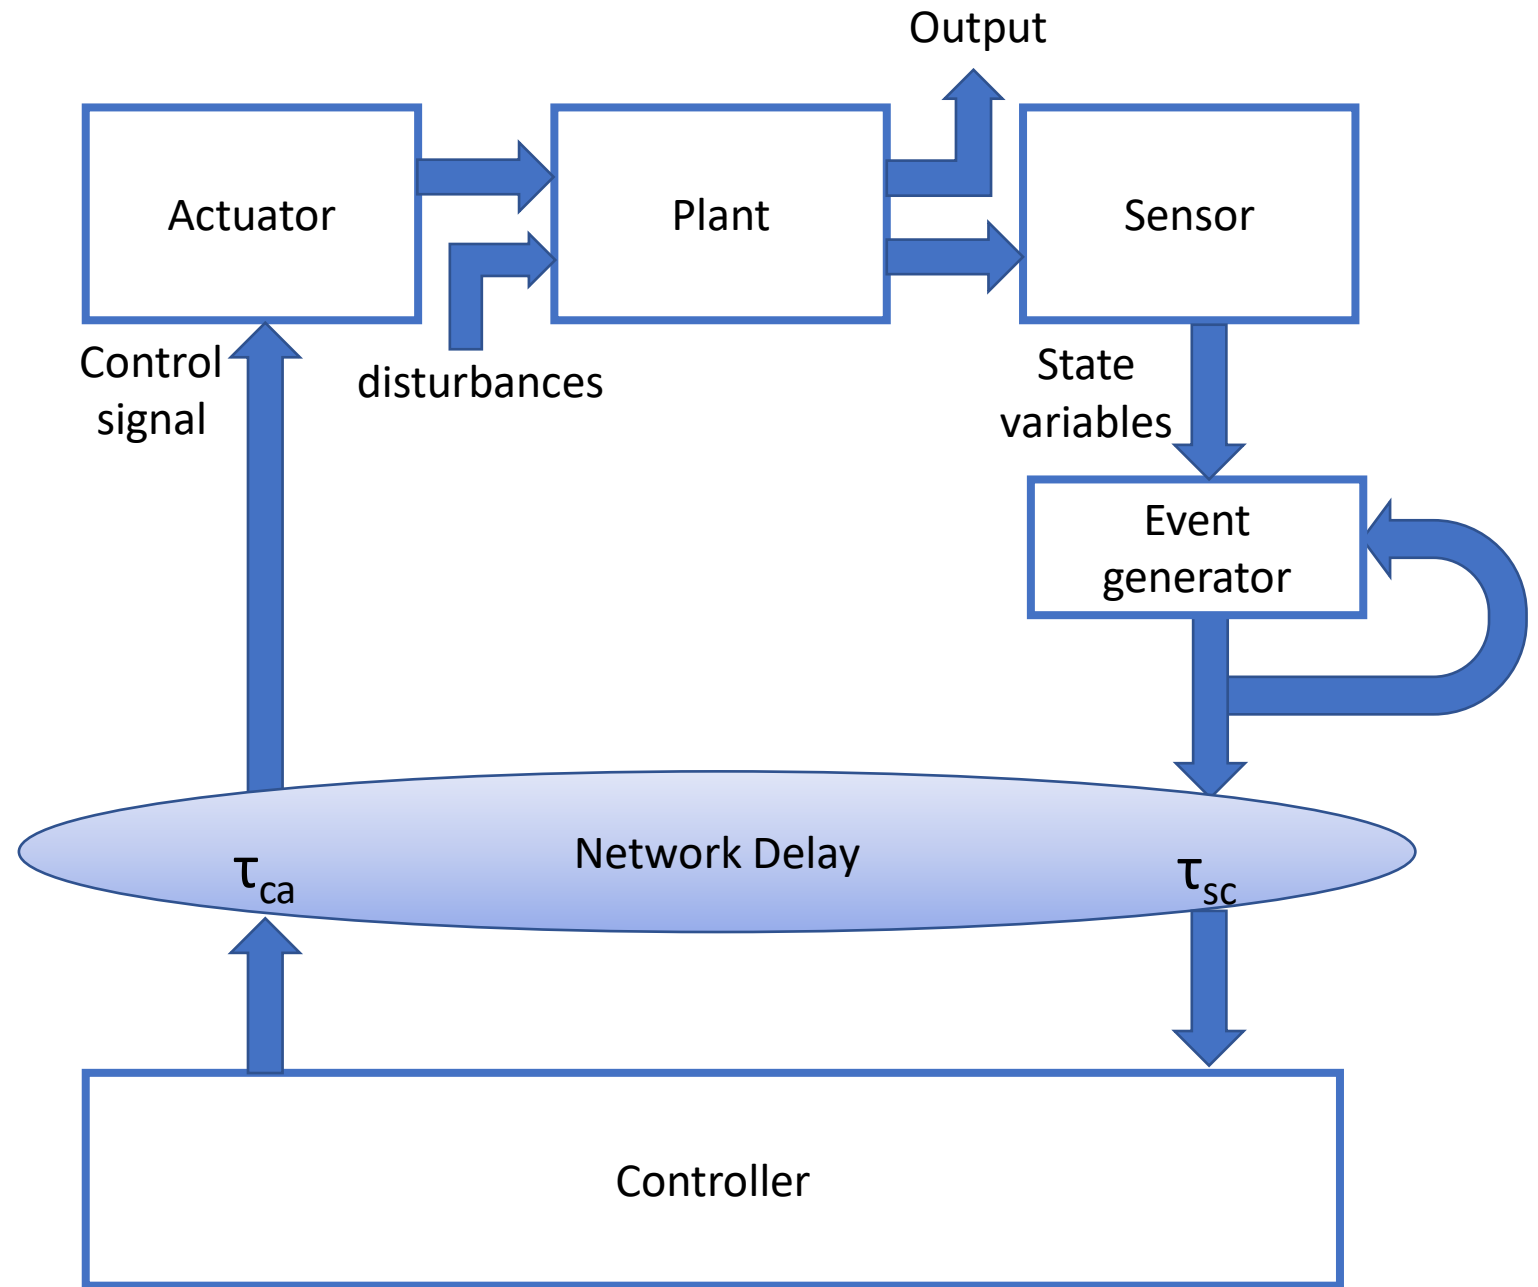 Output
Actuator
Plant
Sensor
Control
signal
disturbances
State
variables
Event
generator
Network Delay
τca
τsc
Controller